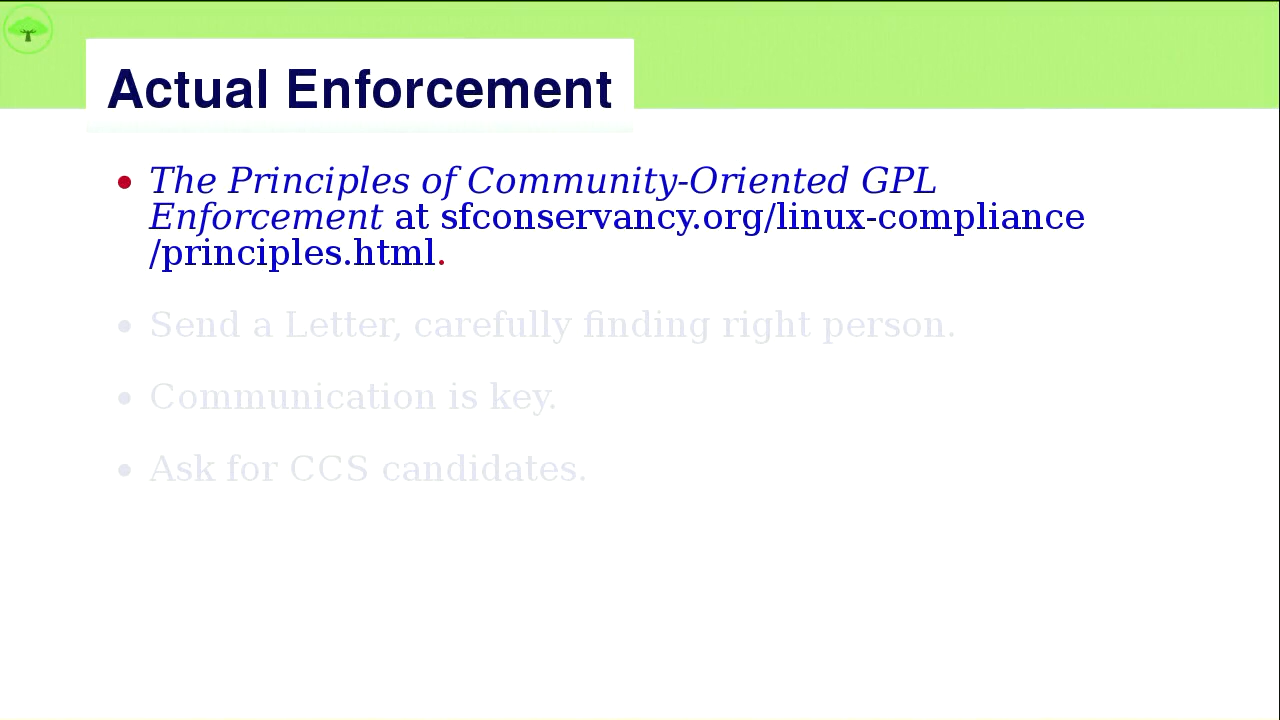 Actual Enforcement
• The Principles of Community-Oriented GPL
Enforcement at sfconservancy.org/linux-compliance
/principles.html.
• Send a Letter, carefully finding right person.
• Communication is key.
• Ask for CCS candidates.